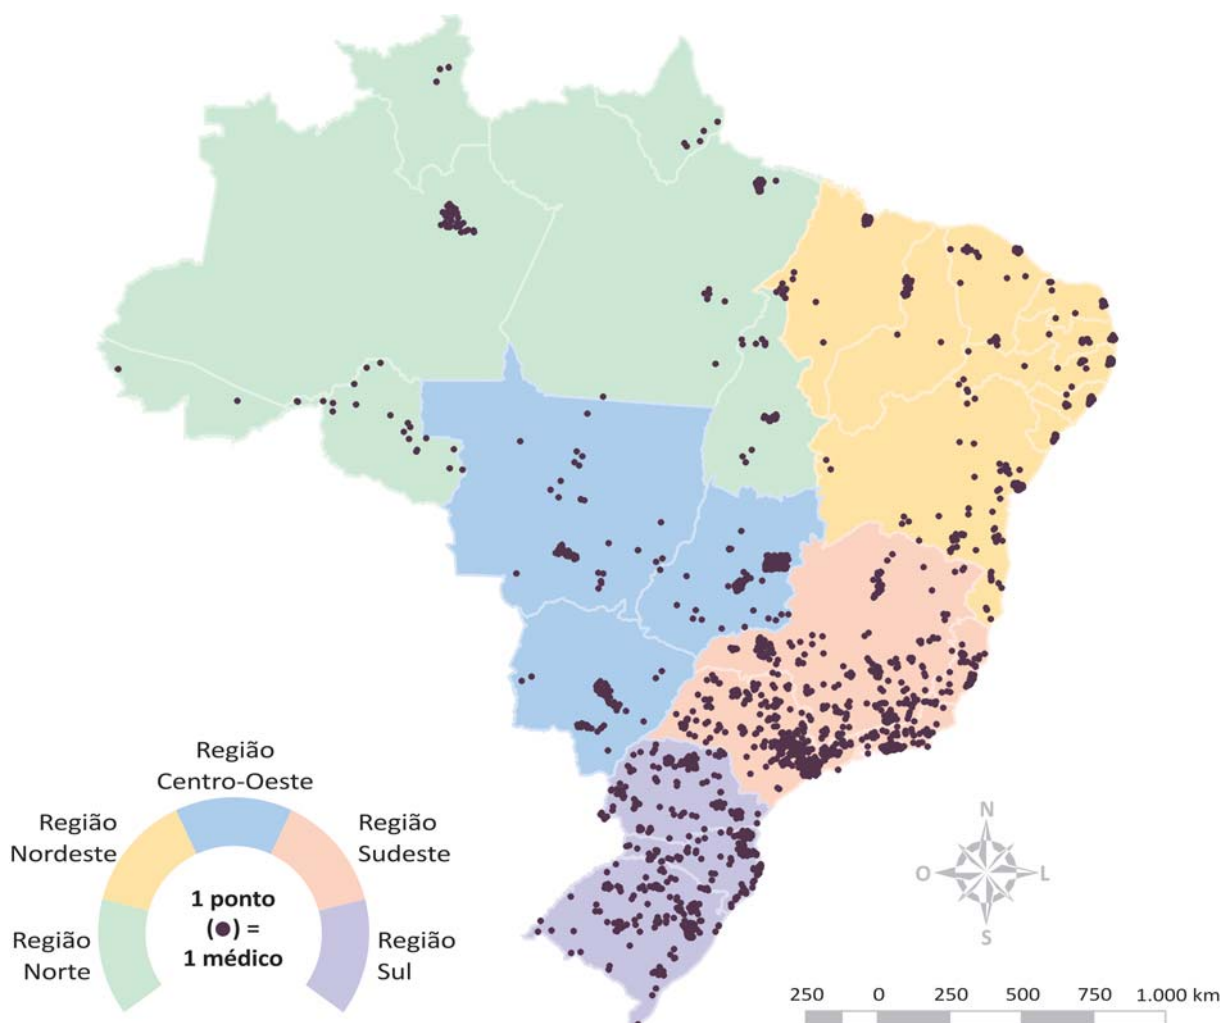 Região
Centro-Oeste
Região
Nordeste
Região
Sudeste
1 ponto
(●) =
1 médico
Região
Norte
Região
Sul
N
O
L
S
250 0 250 500 750 1.000 km